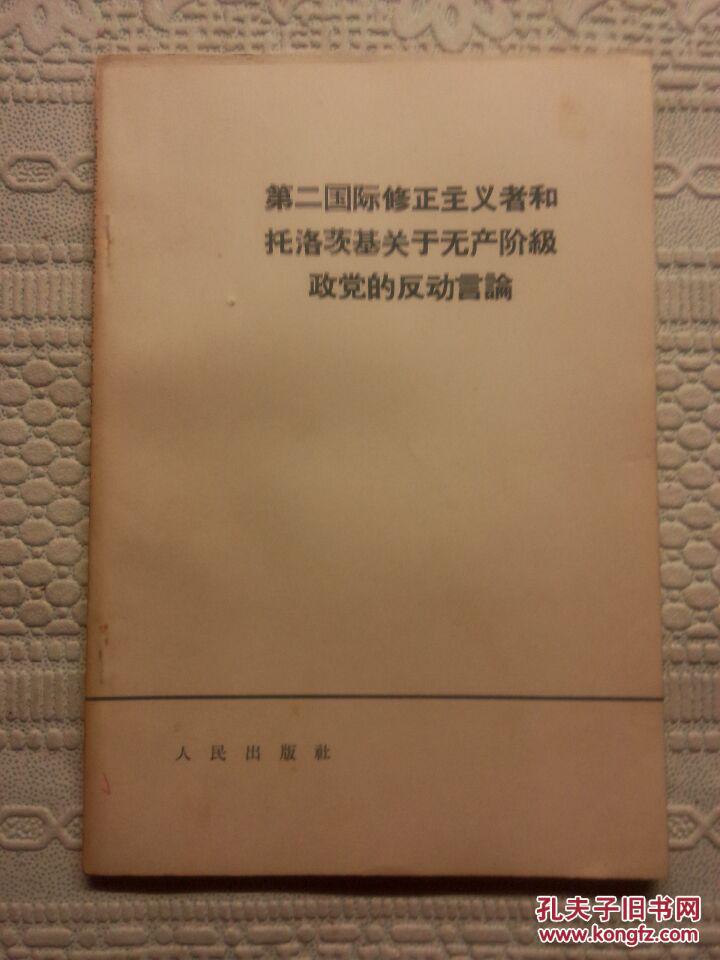 第二国际修正主义者和
托洛茨基关于无产阶級
政党的反动言論
人民出版社
孔夫子旧书网
www.kongfz.com